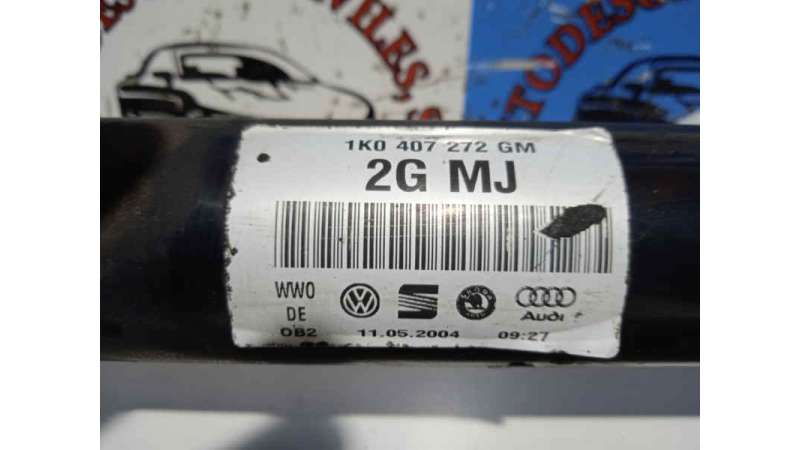 1K0 407 272 GM
2G MJ
WWO
DE
OB2
11.05.2004
09:27
Audi